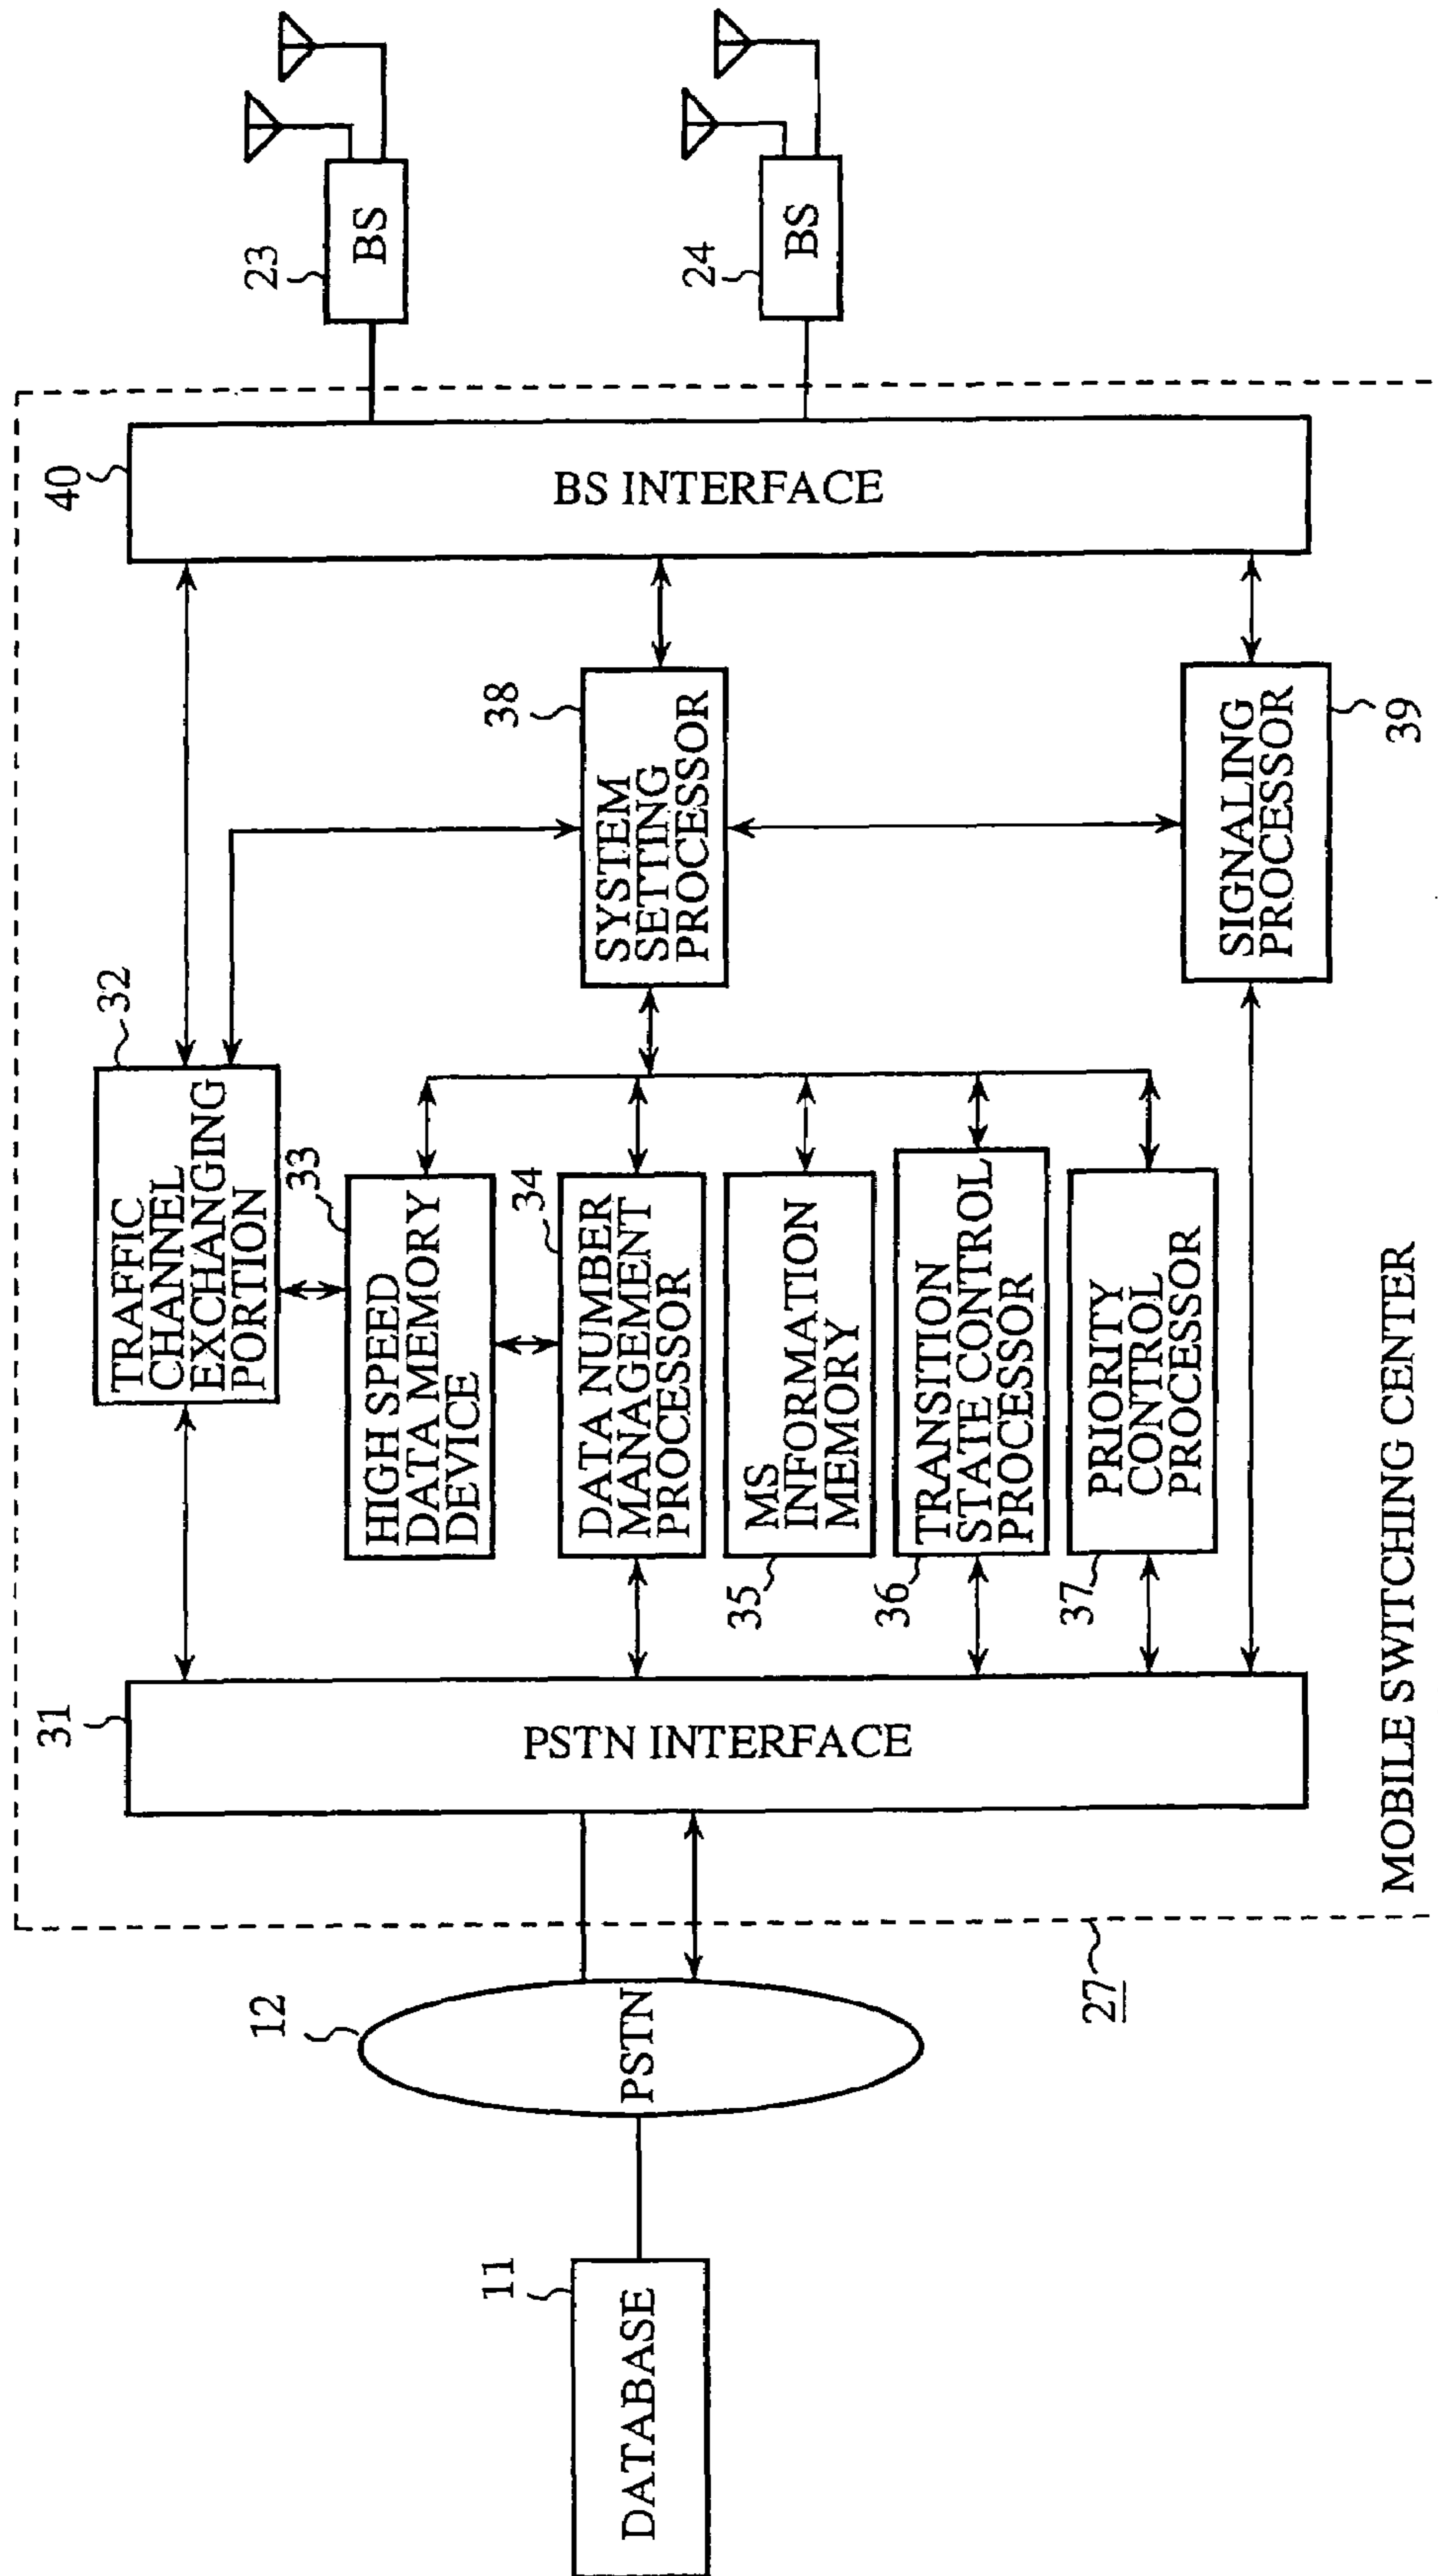 11
DATABASE
12
PSTN
27
MOBILE SWITCHING CENTER
31
PSTN INTERFACE
32
TRAFFIC
CHANNEL
EXCHANGING
PORTION
33
HIGH SPEED
DATA MEMORY
DEVICE
34
DATA NUMBER
MANAGEMENT
PROCESSOR
35
MS
INFORMATION
MEMORY
36
TRANSITION
STATE CONTROL
PROCESSOR
37
PRIORITY
CONTROL
PROCESSOR
38
SYSTEM
SETTING
PROCESSOR
39
SIGNALING
PROCESSOR
40
BS INTERFACE
23
BS
24
BS